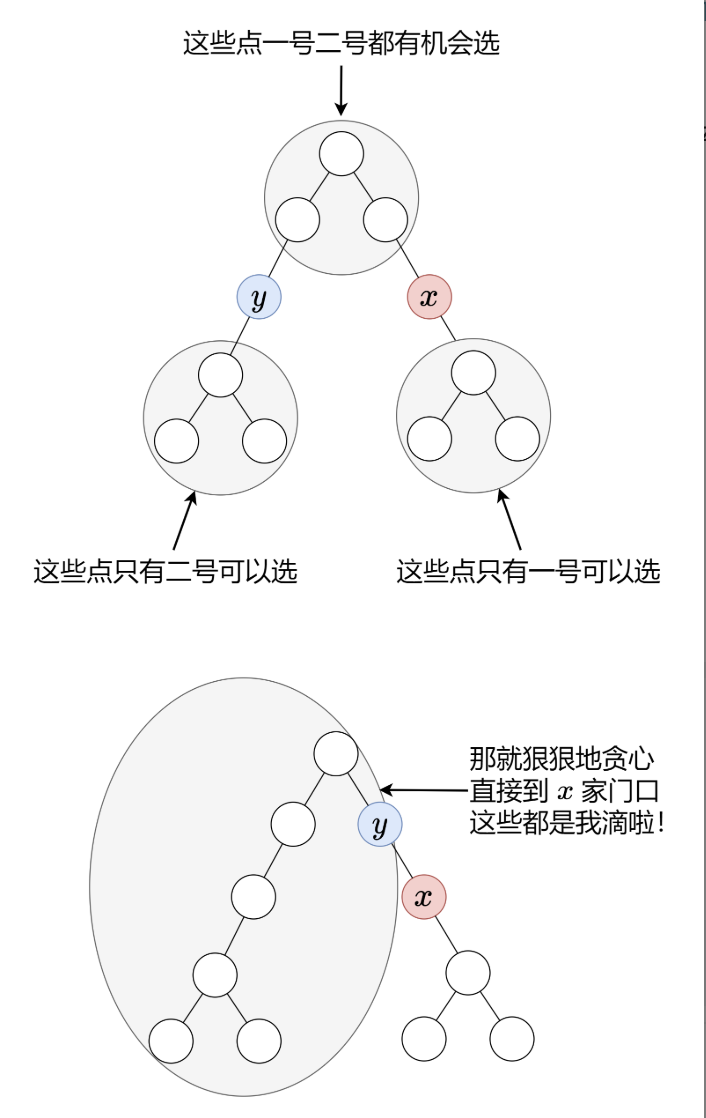 这些点一号二号都有机会选
y
x
这些点只有二号可以选
这些点只有一号可以选
那就狠狠地贪心
直接到 x 家门口
这些都是我滴啦！
y
x